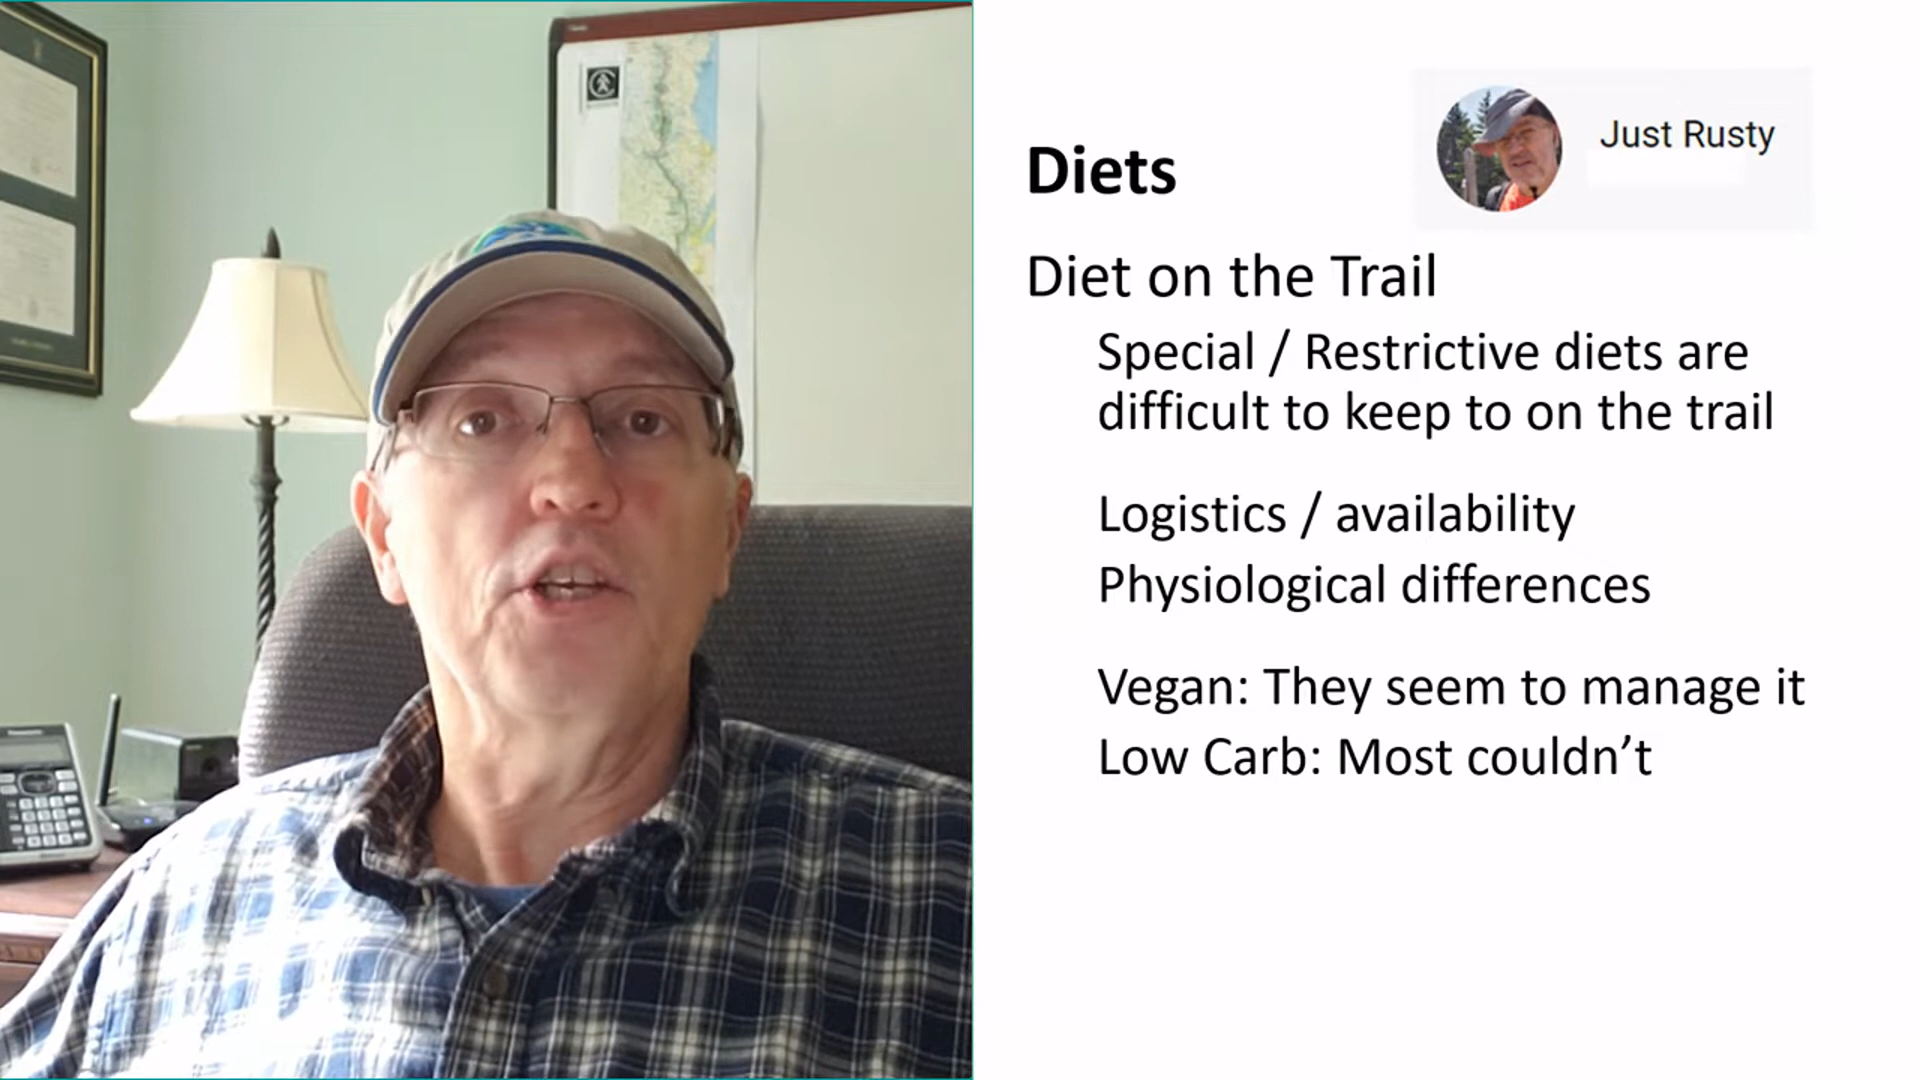 Just Rusty
Diets
Diet on the Trail
Special / Restrictive diets are
difficult to keep to on the trail
Logistics / availability
Physiological differences
Vegan: They seem to manage it
Low Carb: Most couldn’t